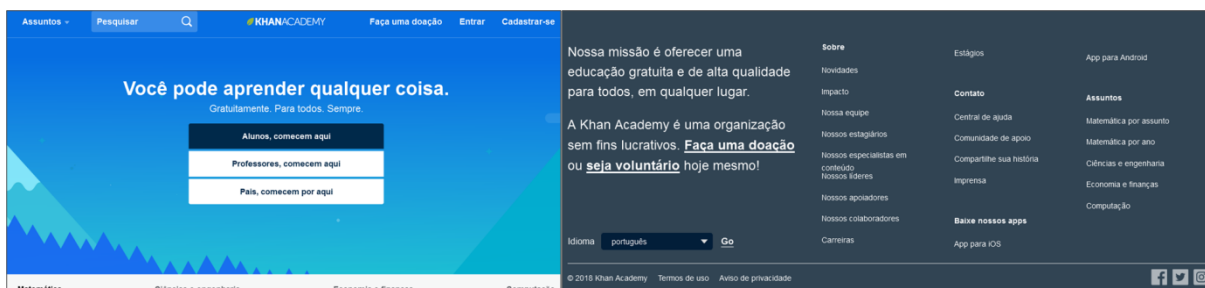 Assuntos
Pesquisar
KHANACADEMY
Faça uma doação
Entrar
Cadastrar-se
Você pode aprender qualquer coisa.
Gratuitamente. Para todos. Sempre.
Alunos, comecem aqui
Professores, comecem aqui
Pais, comecem por aqui
Matemática
Ciências e engenharia
Economia e finanças
Computação
Nossa missão é oferecer uma
educação gratuita e de alta qualidade
para todos, em qualquer lugar.
A Khan Academy é uma organização
sem fins lucrativos. Faça uma doação
ou seja voluntário hoje mesmo!
Idioma
português
Go
Sobre
Novidades
Impacto
Nossa equipe
Nossos estagiários
Nossos especialistas em
conteúdo
Nossos líderes
Nossos apoiadores
Nossos colaboradores
Carreiras
Estágios
Contato
Central de ajuda
Comunidade de apoio
Compartilhe sua história
Imprensa
Baixe nossos apps
App para iOS
App para Android
Assuntos
Matemática por assunto
Matemática por ano
Ciências e engenharia
Economia e finanças
Computação
© 2018 Khan Academy
Termos de uso
Aviso de privacidade